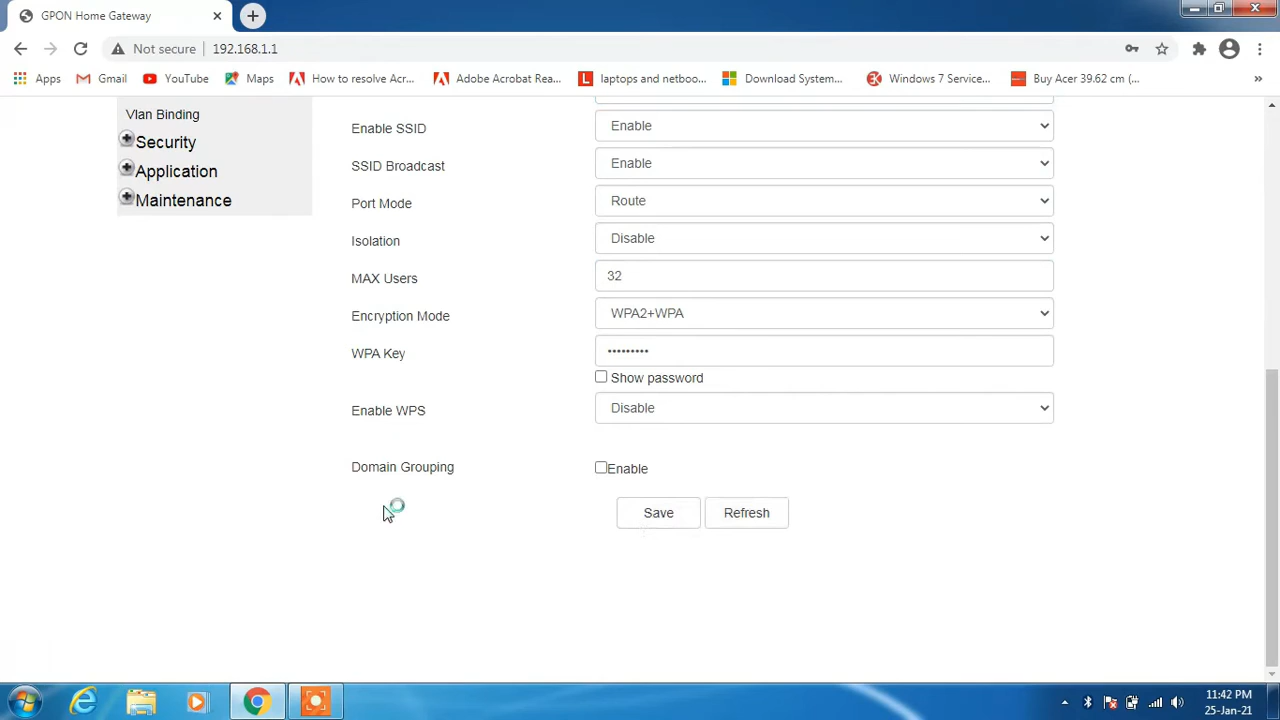 GPON Home Gateway
Not secure 192.168.1.1
Apps Gmail YouTube Maps How to resolve Acr... Adobe Acrobat Rea... laptops and netboo... Download System... Windows 7 Service... Buy Acer 39.62 cm (... »
Vlan Binding
Security
Application
Maintenance
Enable SSID Enable
SSID Broadcast Enable
Port Mode Route
Isolation Disable
MAX Users 32
Encryption Mode WPA2+WPA
WPA Key •••••••••
Show password
Enable WPS Disable
Domain Grouping Enable
Save Refresh
11:42 PM
25-Jan-21